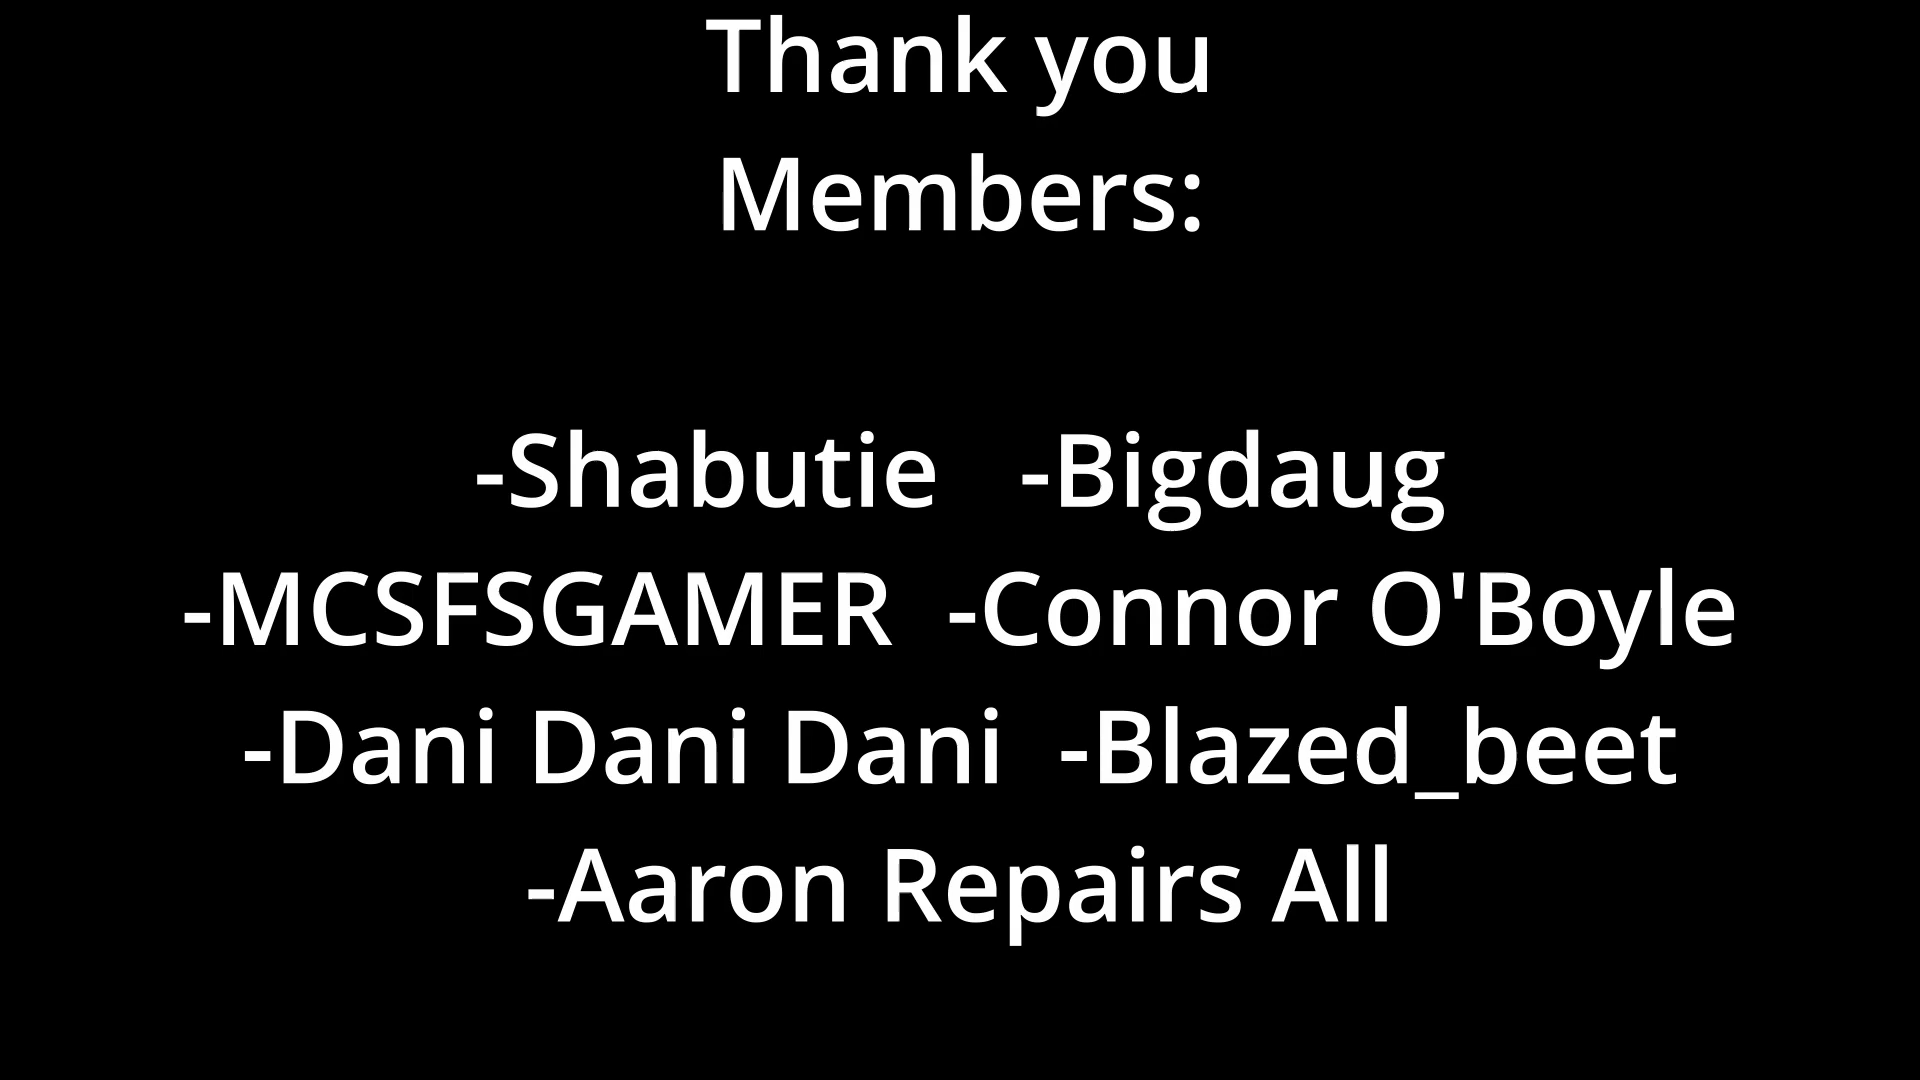 Thank you
Members:
-Shabutie   -Bigdaug
-MCSFSGAMER  -Connor O'Boyle
-Dani Dani Dani  -Blazed_beet
-Aaron Repairs All